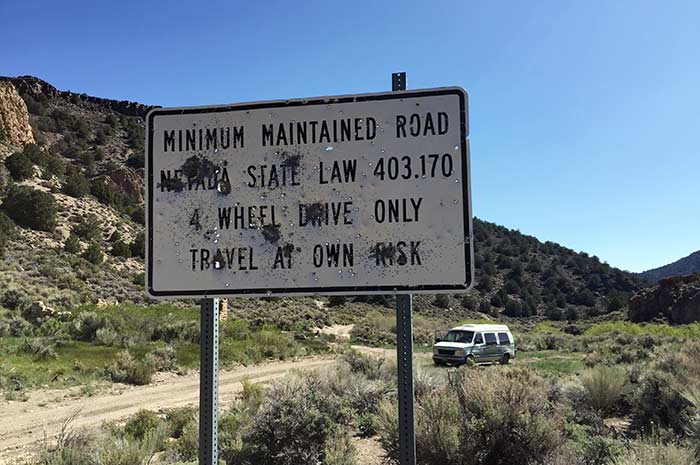 MINIMUM MAINTAINED ROAD
NEVADA STATE LAW 403.170
4 WHEEL DRIVE ONLY
TRAVEL AT OWN RISK